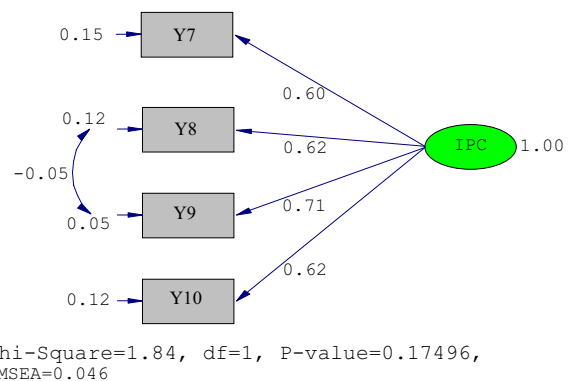 0.15
Y7
0.60
0.12
Y8
0.62
IPC
1.00
-0.05
0.71
0.05
Y9
0.62
0.12
Y10
hi-Square=1.84, df=1, P-value=0.17496,
MSEA=0.046